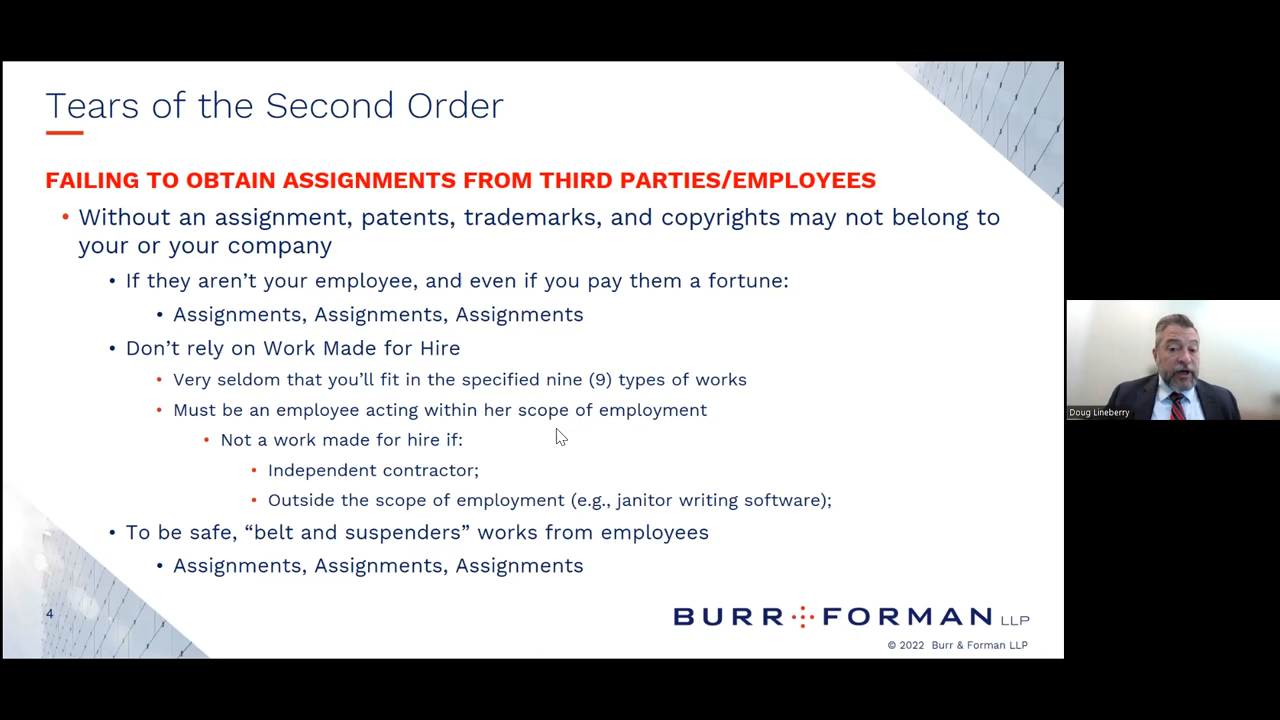 Tears of the Second Order
FAILING TO OBTAIN ASSIGNMENTS FROM THIRD PARTIES/EMPLOYEES
• Without an assignment, patents, trademarks, and copyrights may not belong to
your or your company
• If they aren't your employee, and even if you pay them a fortune:
• Assignments, Assignments, Assignments
• Don't rely on Work Made for Hire
• Very seldom that you'll fit in the specified nine (9) types of works
• Must be an employee acting within her scope of employment
• Not a work made for hire if:
• Independent contractor;
• Outside the scope of employment (e.g., janitor writing software);
• To be safe, “belt and suspenders” works from employees
• Assignments, Assignments, Assignments
4
BURR FORMAN LLP
© 2022 Burr & Forman LLP
Doug Lineberry